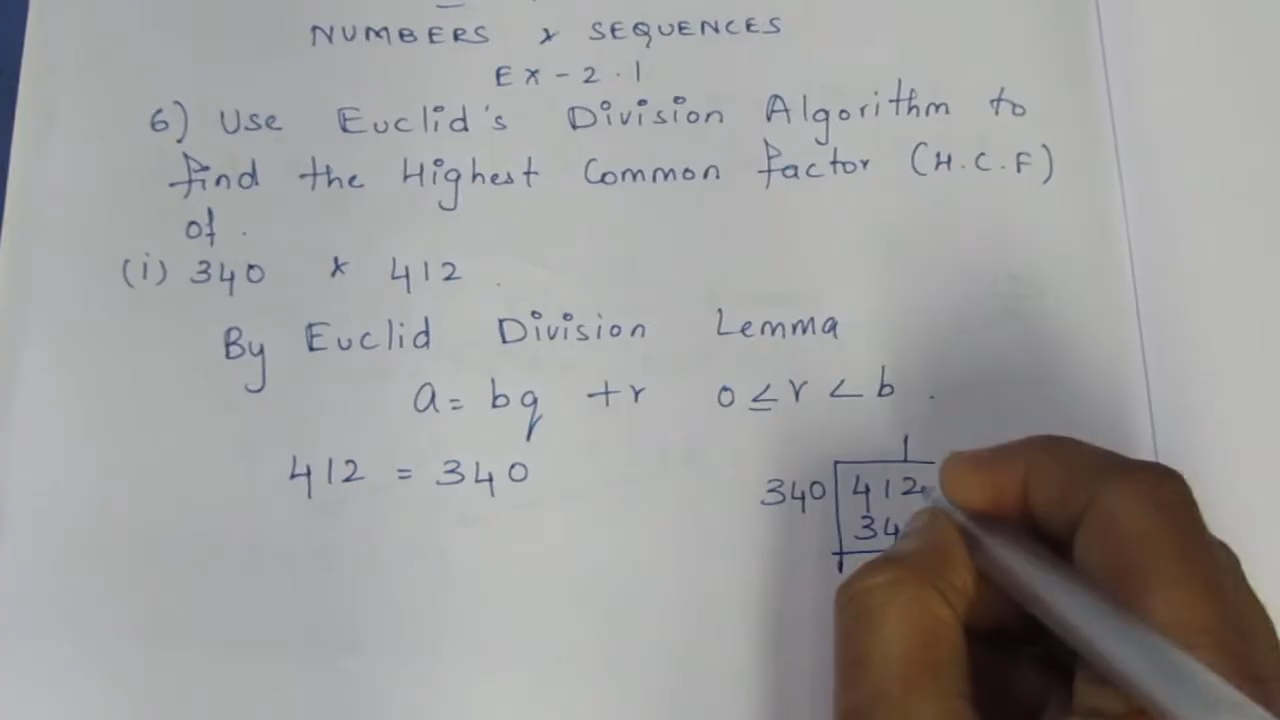 NUMBERS & SEQUENCES
EX-2.1
6) Use Euclid's Division Algorithm to
find the Highest Common factor (H.C.F)
of.
(i) 340 & 412.
By Euclid Division Lemma
a = bq + r 0 ≤ r < b.
1
412 = 340 340 412
34